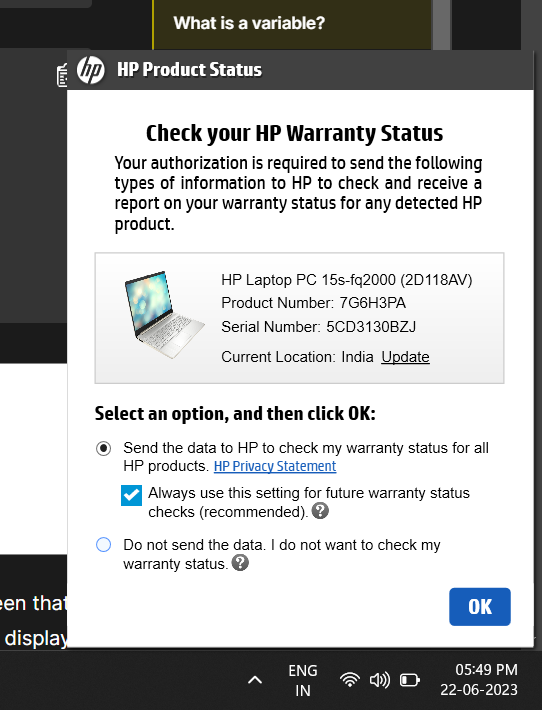 What is a variable?
hp HP Product Status
Check your HP Warranty Status
Your authorization is required to send the following
types of information to HP to check and receive a
report on your warranty status for any detected HP
product.
HP Laptop PC 15s-fq2000 (2D118AV)
Product Number: 7G6H3PA
Serial Number: 5CD3130BZJ
Current Location: India Update
Select an option, and then click OK:
Send the data to HP to check my warranty status for all
HP products. HP Privacy Statement
Always use this setting for future warranty status
checks (recommended). ?
Do not send the data. I do not want to check my
warranty status. ?
een that
OK
display
ENG
IN
05:49 PM
22-06-2023